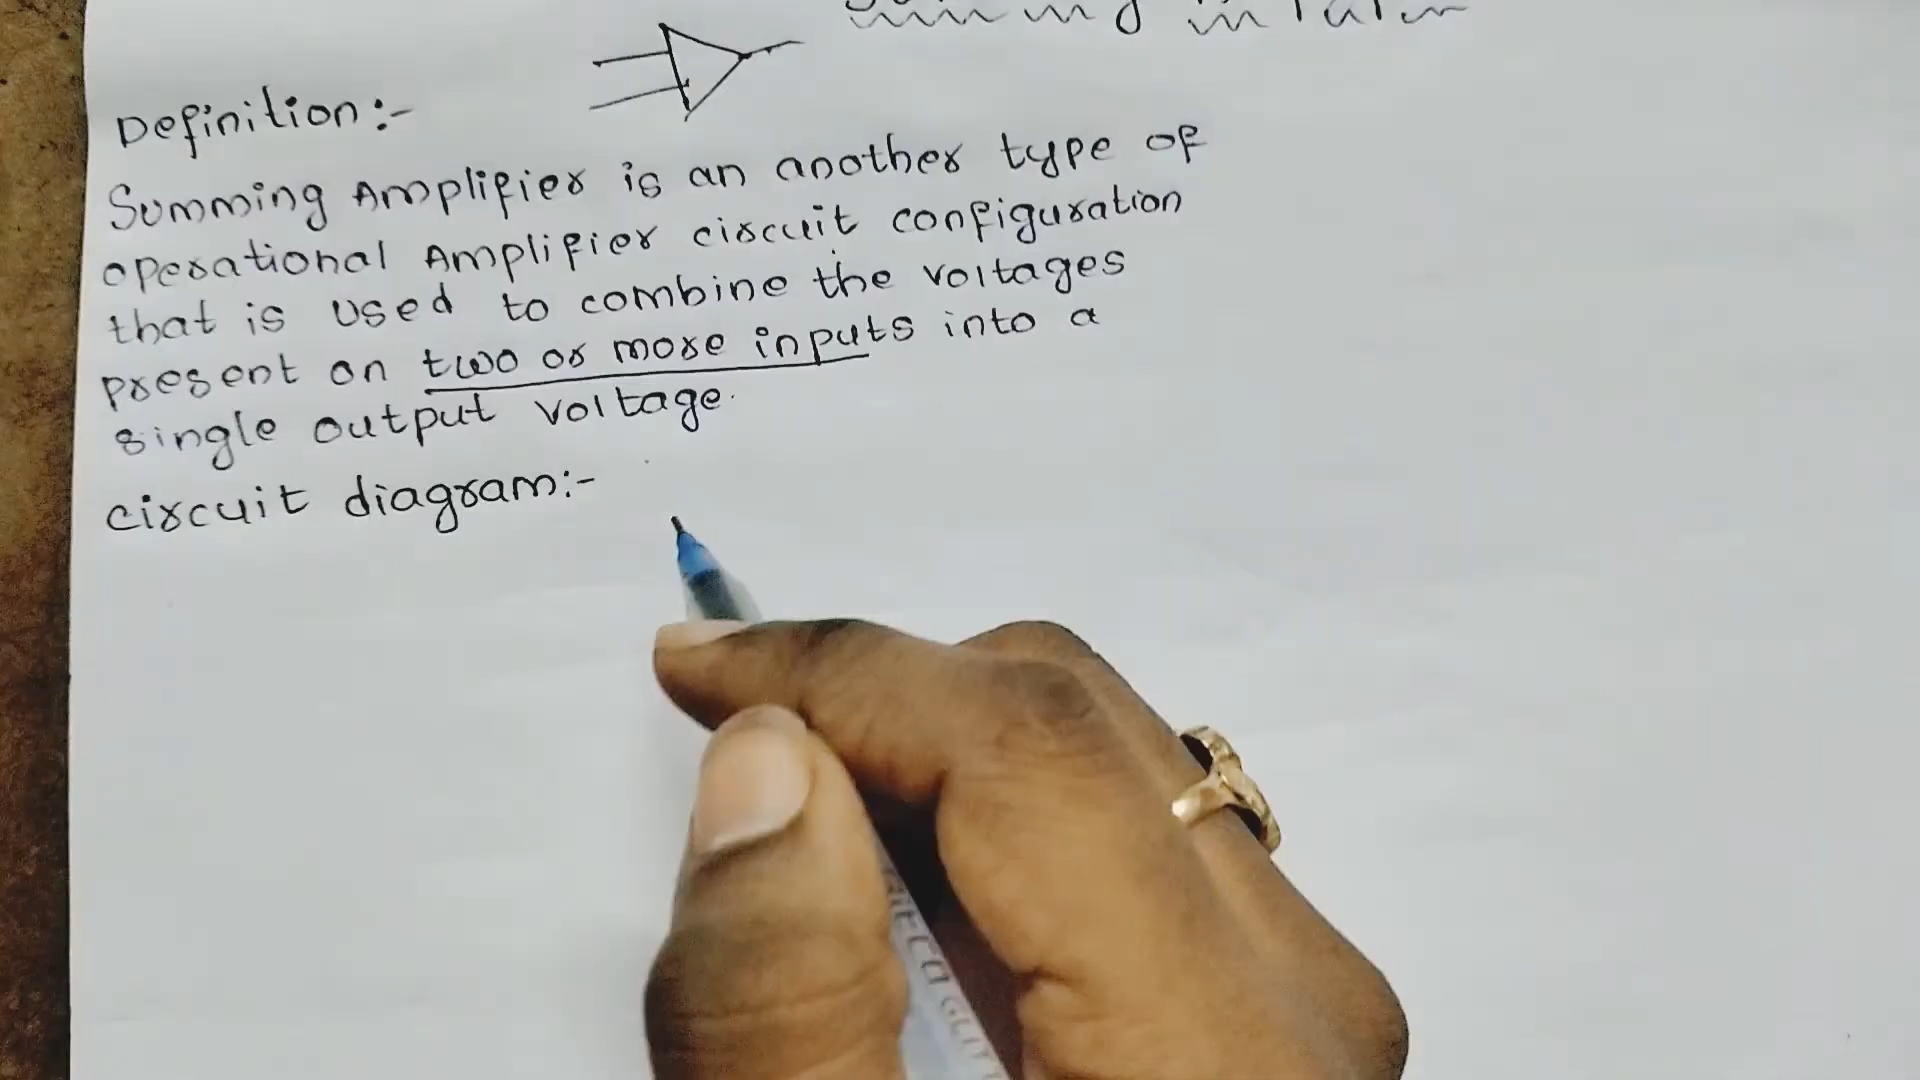 Definition:-
Summing Amplifier is an another type of
operational Amplifier circuit configuration
that is used to combine the voltages
present on two or more inputs into a
single output voltage.
circuit diagram:-